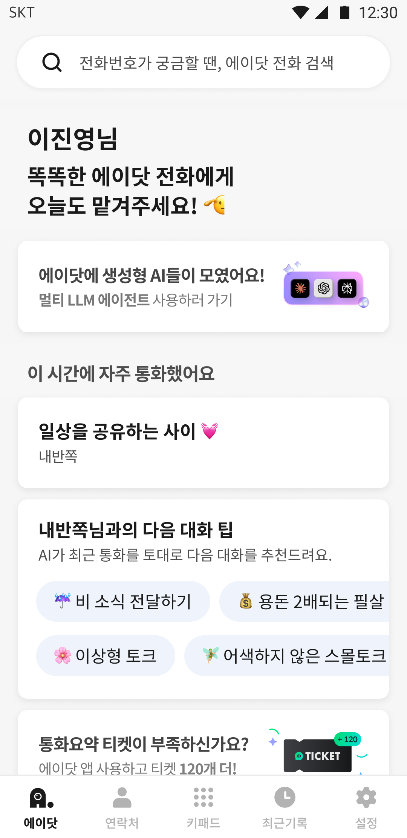 SKT 12:30
전화번호가 궁금할 땐, 에이닷 전화 검색
이진영님
똑똑한 에이닷 전화에게
오늘도 맡겨주세요! 🫡
에이닷에 생성형 AI들이 모였어요!
멀티 LLM 에이전트 사용하러 가기
이 시간에 자주 통화했어요
일상을 공유하는 사이 💓
내반쪽
내반쪽님과의 다음 대화 팁
AI가 최근 통화를 토대로 다음 대화를 추천드려요.
☔ 비 소식 전달하기 💰 용돈 2배되는 필살
🌸 이상형 토크 🧚 어색하지 않은 스몰토크
통화요약 티켓이 부족하신가요?
+120
TICKET
에이닷 앱 사용하고 티켓 120개 더!
에이닷 연락처 키패드 최근기록 설정